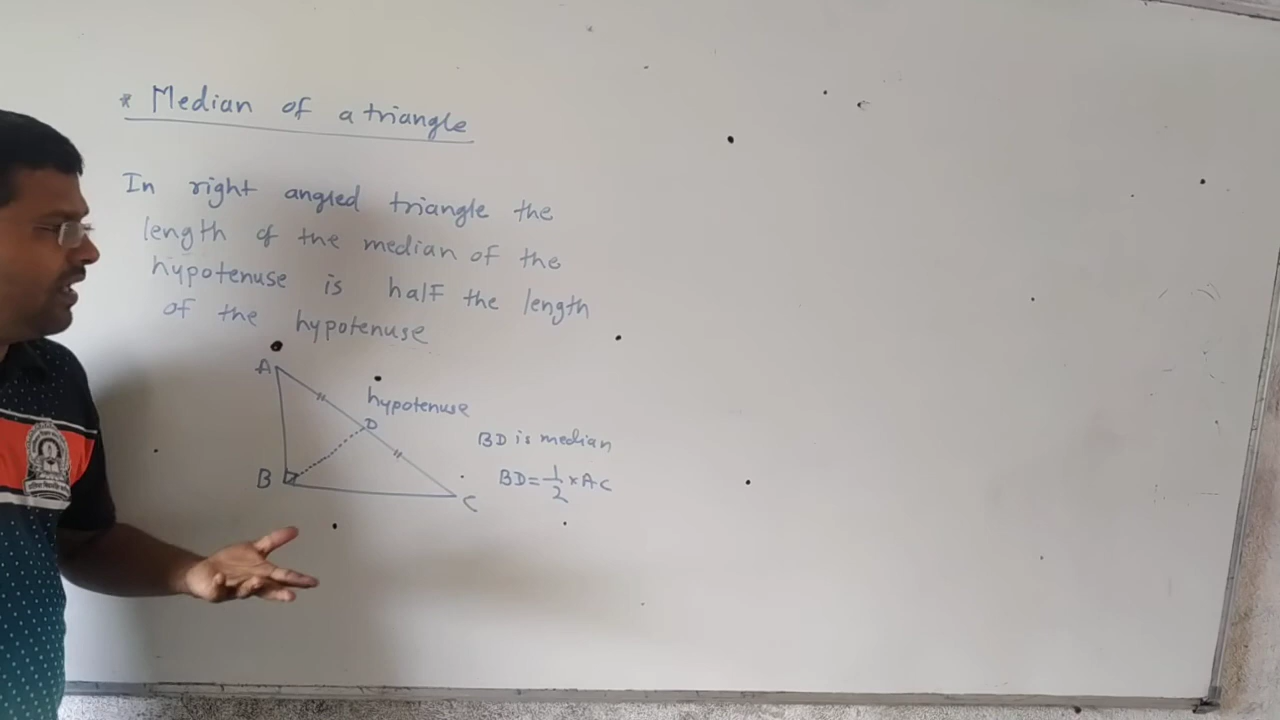 * Median of a triangle
In right angled triangle the
length of the median of the
hypotenuse is half the length
of the hypotenuse
A
hypotenuse
D
BD is median
B
BD = 1/2 × AC
C